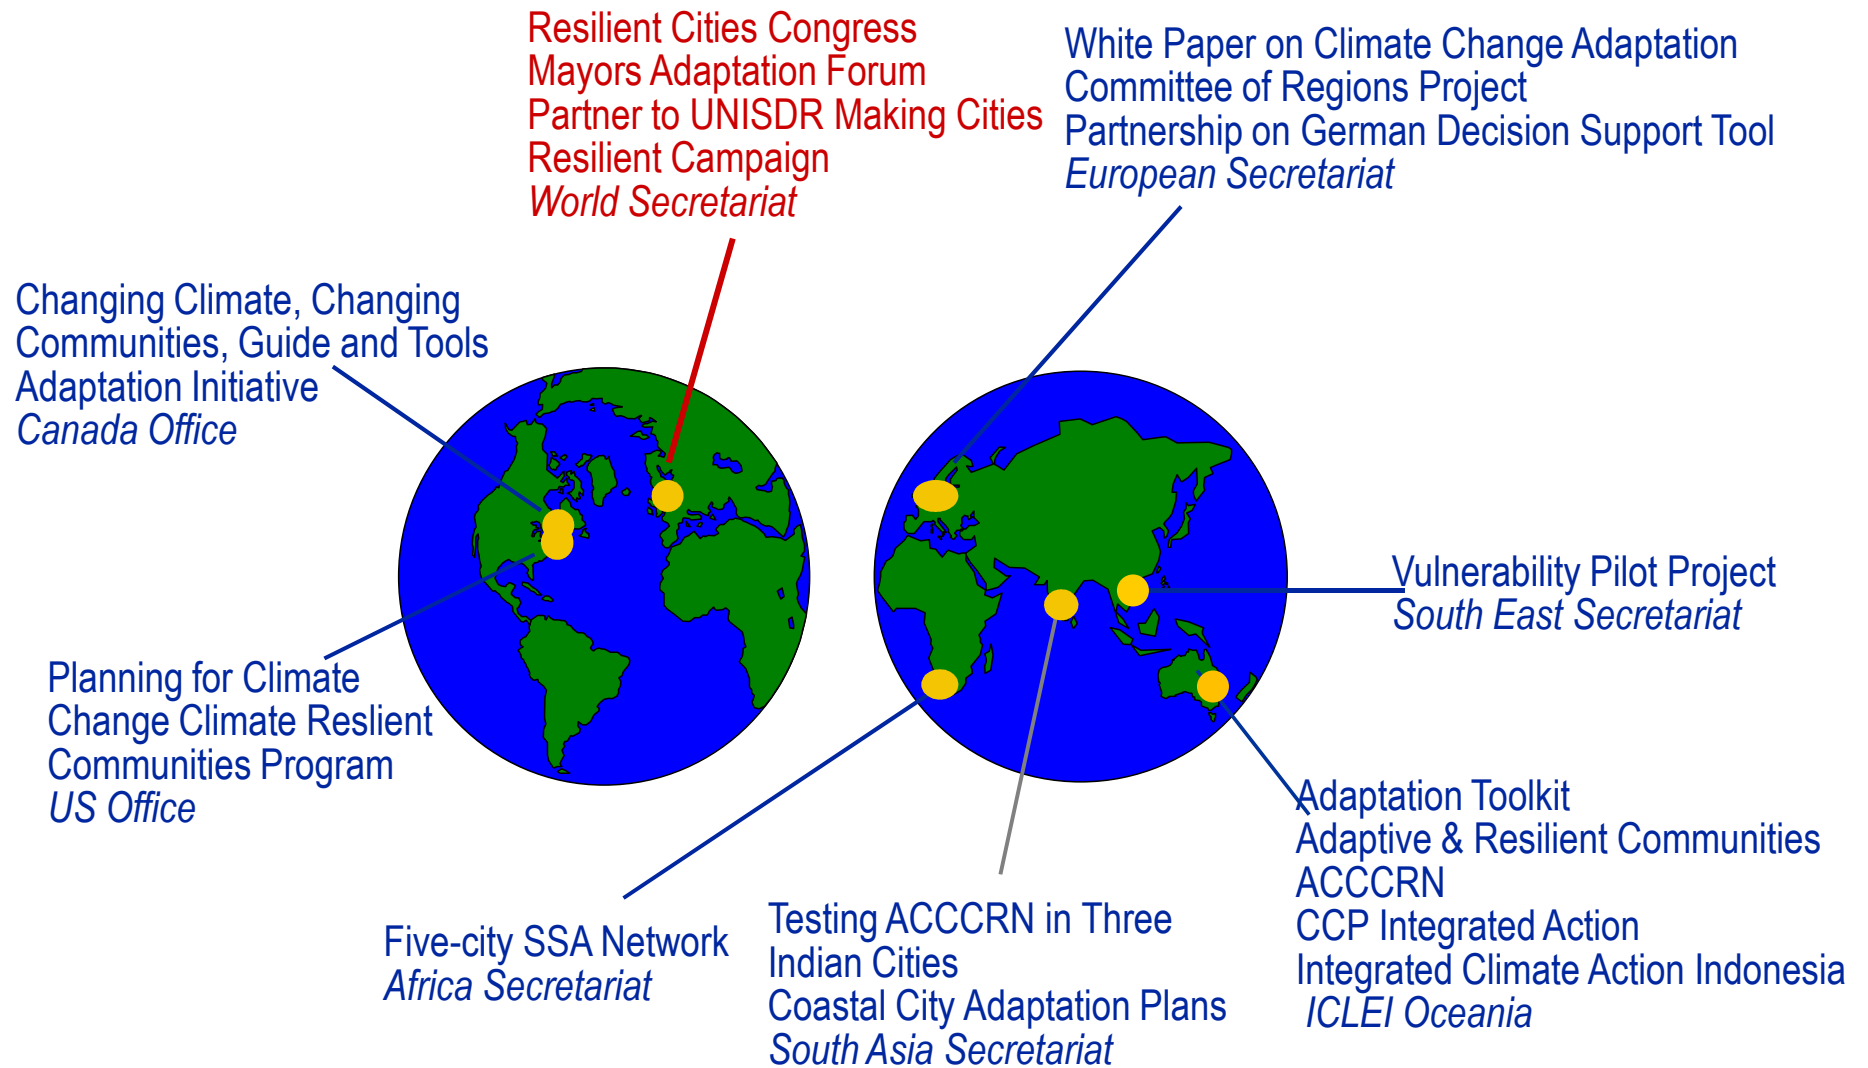 Resilient Cities Congress
Mayors Adaptation Forum
Partner to UNISDR Making Cities
Resilient Campaign
World Secretariat
White Paper on Climate Change Adaptation
Committee of Regions Project
Partnership on German Decision Support Tool
European Secretariat
Changing Climate, Changing
Communities, Guide and Tools
Adaptation Initiative
Canada Office
Vulnerability Pilot Project
South East Secretariat
Planning for Climate
Change Climate Reslient
Communities Program
US Office
Adaptation Toolkit
Adaptive & Resilient Communities
ACCCRN
CCP Integrated Action
Integrated Climate Action Indonesia
ICLEI Oceania
Five-city SSA Network
Africa Secretariat
Testing ACCCRN in Three
Indian Cities
Coastal City Adaptation Plans
South Asia Secretariat